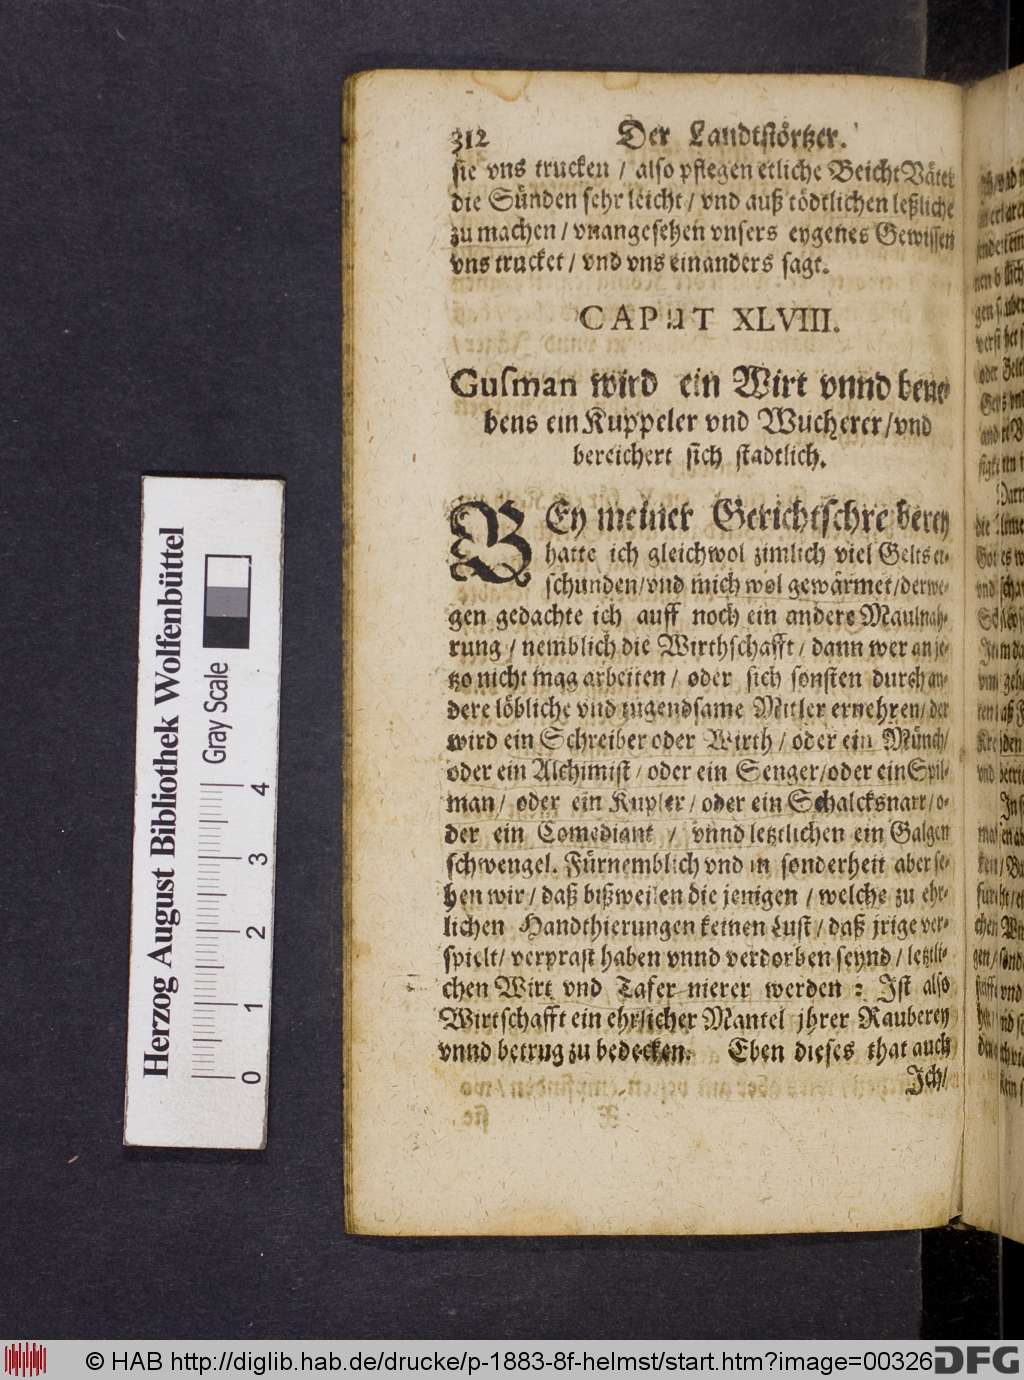 312 Der Landtstörtzer.
sie vns trucken / also pflegen etliche Beicht Väter
die Sünden sehr leicht / vnd auß tödtlichen leßliche
zu machen / vnangesehen vnsers eygenes Gewissen
vns trucket / vnd vns ein anders sagt.
CAPUT XLVIII.
Gusman wird ein Wirt vnnd bene-
bens ein Kuppeler vnd Wucherer / vnd
bereichert sich stadtlich.
BEy meiner Gerichtschreiberey
hatte ich gleichwol zimlich viel Gelts er-
schunden / vnd mich wol gewärmet / derwe-
gen gedachte ich auff noch ein andere Maulnah-
rung / nemblich die Wirthschafft / dann wer an je-
tzo nicht mag arbeiten / oder sich sonsten durch an-
dere löbliche vnd tugendsame Mitler ernehren / der
wird ein Schreiber oder Wirth / oder ein Münch /
oder ein Alchimist / oder ein Senger / oder ein Spil-
man / oder ein Kupler / oder ein Schalcksnarr / o-
der ein Comediant / vnnd letztlichen ein Galgen
schwengel. Fürnemblich vnd in sonderheit aber se-
hen wir / daß bißweilen die jenigen / welche zu ehr-
lichen Handthierungen keinen Lust / daß jrige ver-
spielt / verprast haben vnnd verdorben seynd / letztli-
chen Wirt vnd Tafernierer werden : Ist also
Wirtschafft ein ehrlicher Mantel jhrer Rauberey
vnnd betrug zu bedecken. Eben dieses that auch
Ich /
Herzog August Bibliothek Wolfenbüttel
Gray Scale
0 1 2 3 4
© HAB http://diglib.hab.de/drucke/p-1883-8f-helmst/start.htm?image=00326
DFG